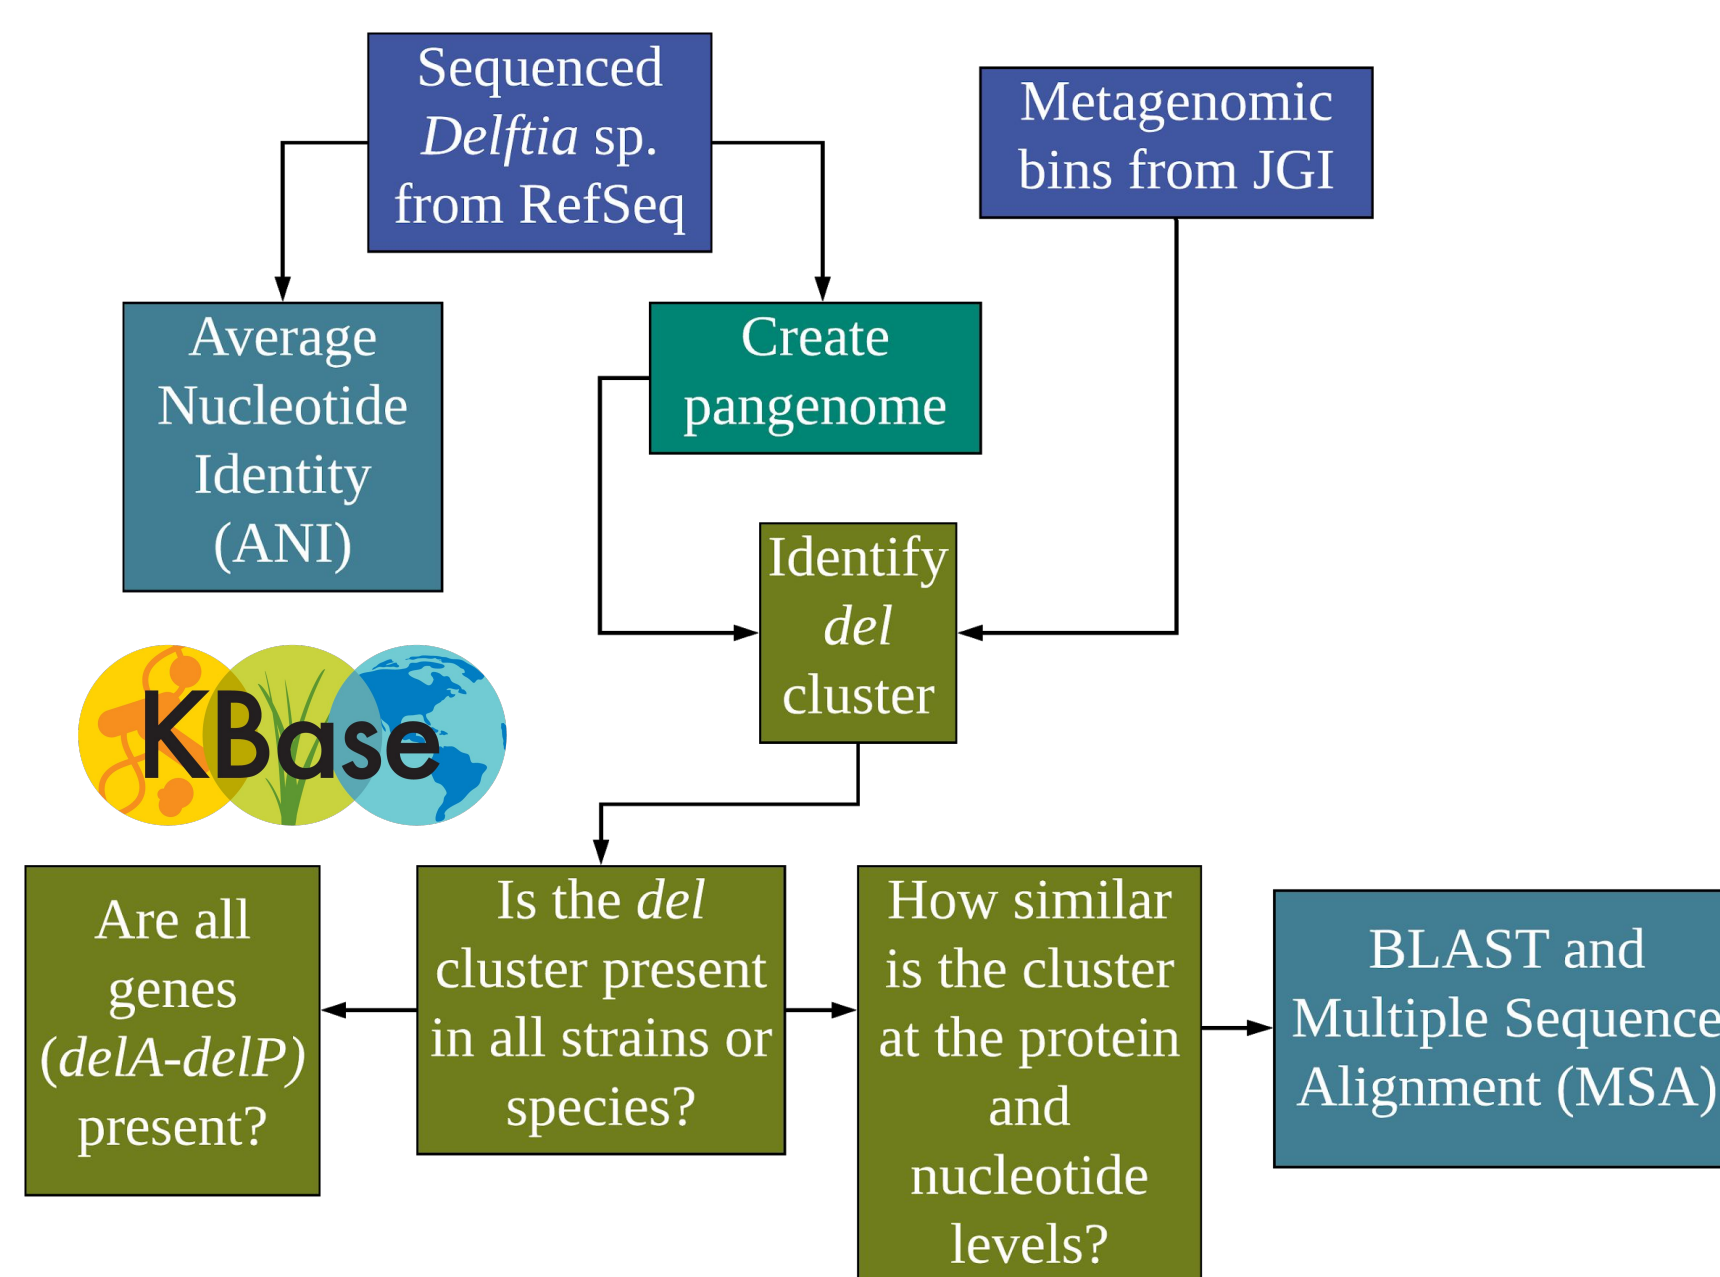 Sequenced
Delftia sp.
from RefSeq
Metagenomic
bins from JGI
Average
Nucleotide
Identity
(ANI)
Create
pangenome
Identify
del
cluster
KBase
Are all
genes
(delA-delP)
present?
Is the del
cluster present
in all strains or
species?
How similar
is the cluster
at the protein
and
nucleotide
levels?
BLAST and
Multiple Sequence
Alignment (MSA)